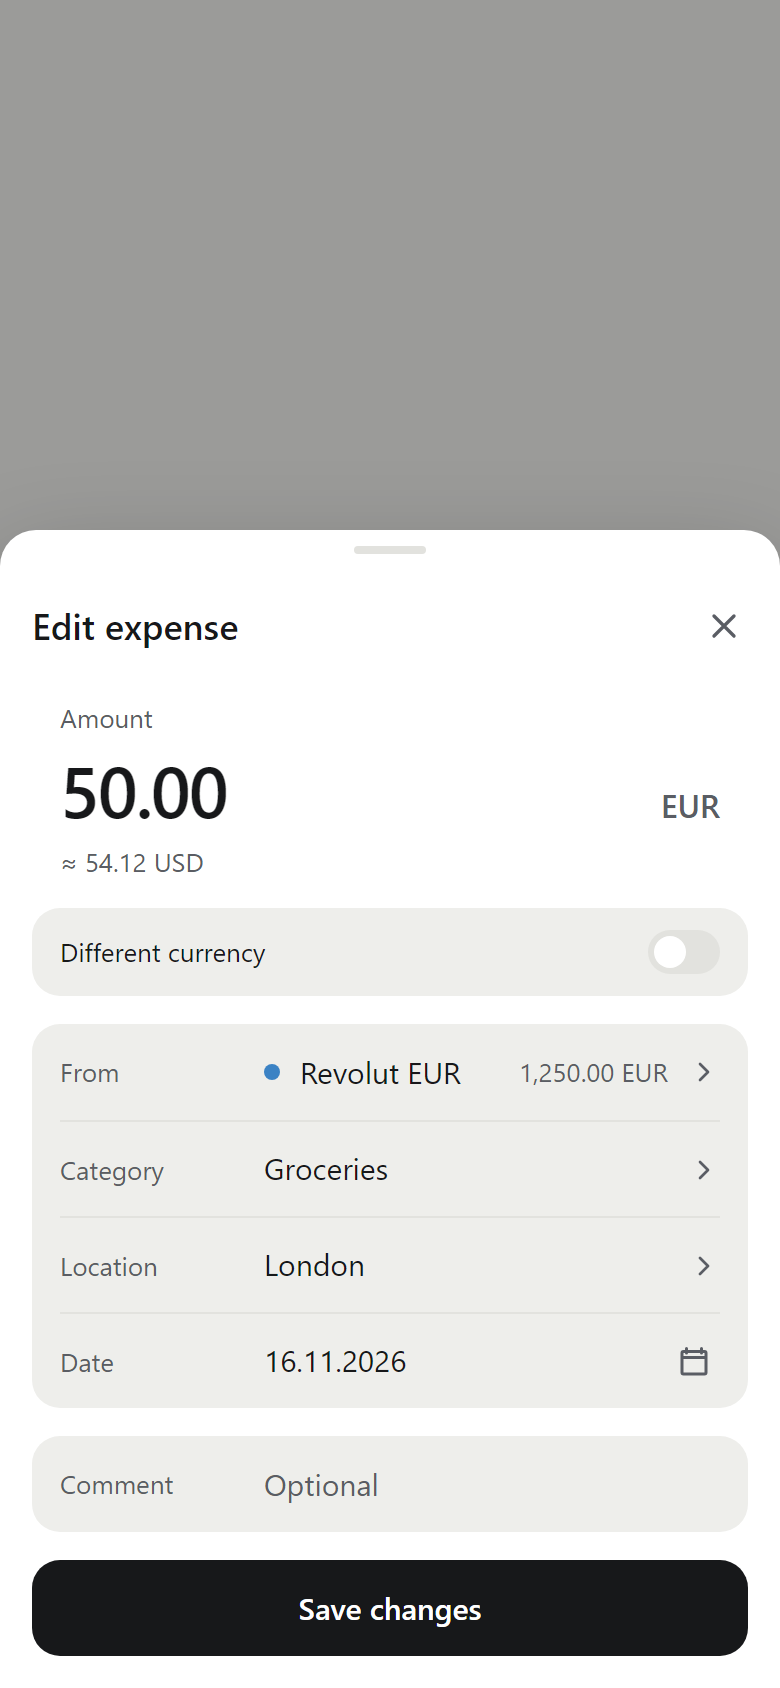 Edit expense
Amount
50.00 EUR
≈ 54.12 USD
Different currency
From Revolut EUR 1,250.00 EUR
Category Groceries
Location London
Date 16.11.2026
Comment Optional
Save changes